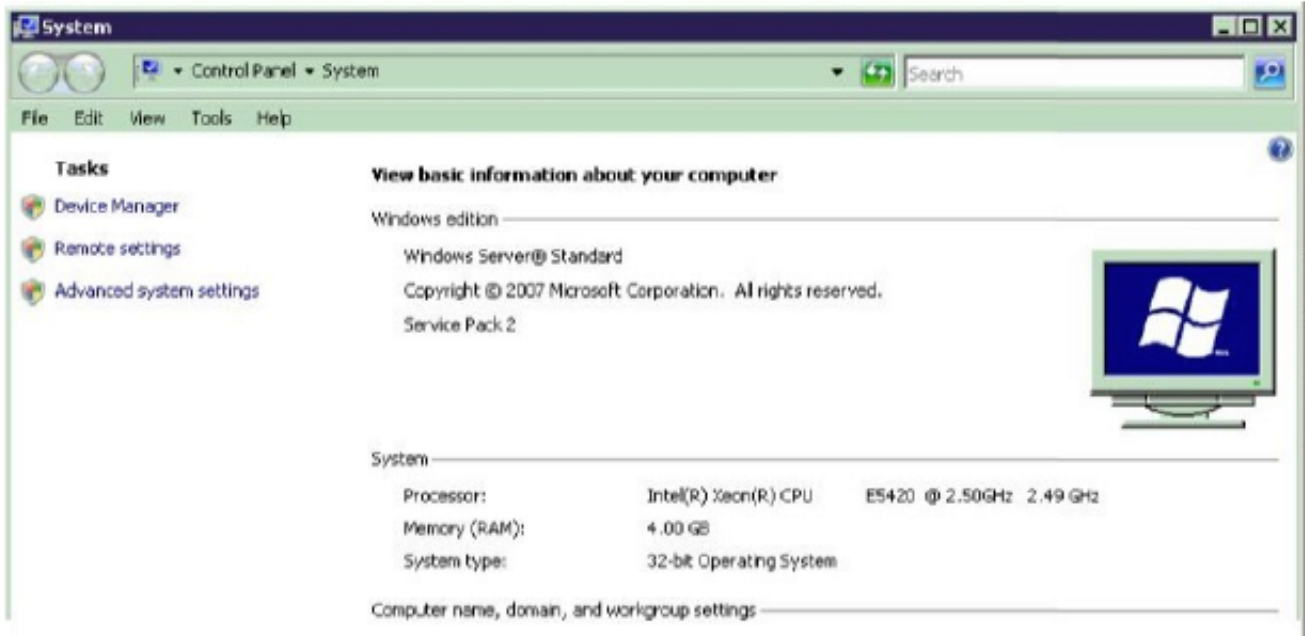 System
Control Panel System
Search
File Edit View Tools Help
Tasks
Device Manager
Remote settings
Advanced system settings
View basic information about your computer
Windows edition
Windows Server® Standard
Copyright © 2007 Microsoft Corporation. All rights reserved.
Service Pack 2
System
Processor: Intel(R) Xeon(R) CPU E5420 @ 2.50GHz 2.49 GHz
Memory (RAM): 4.00 GB
System type: 32-bit Operating System
Computer name, domain, and workgroup settings